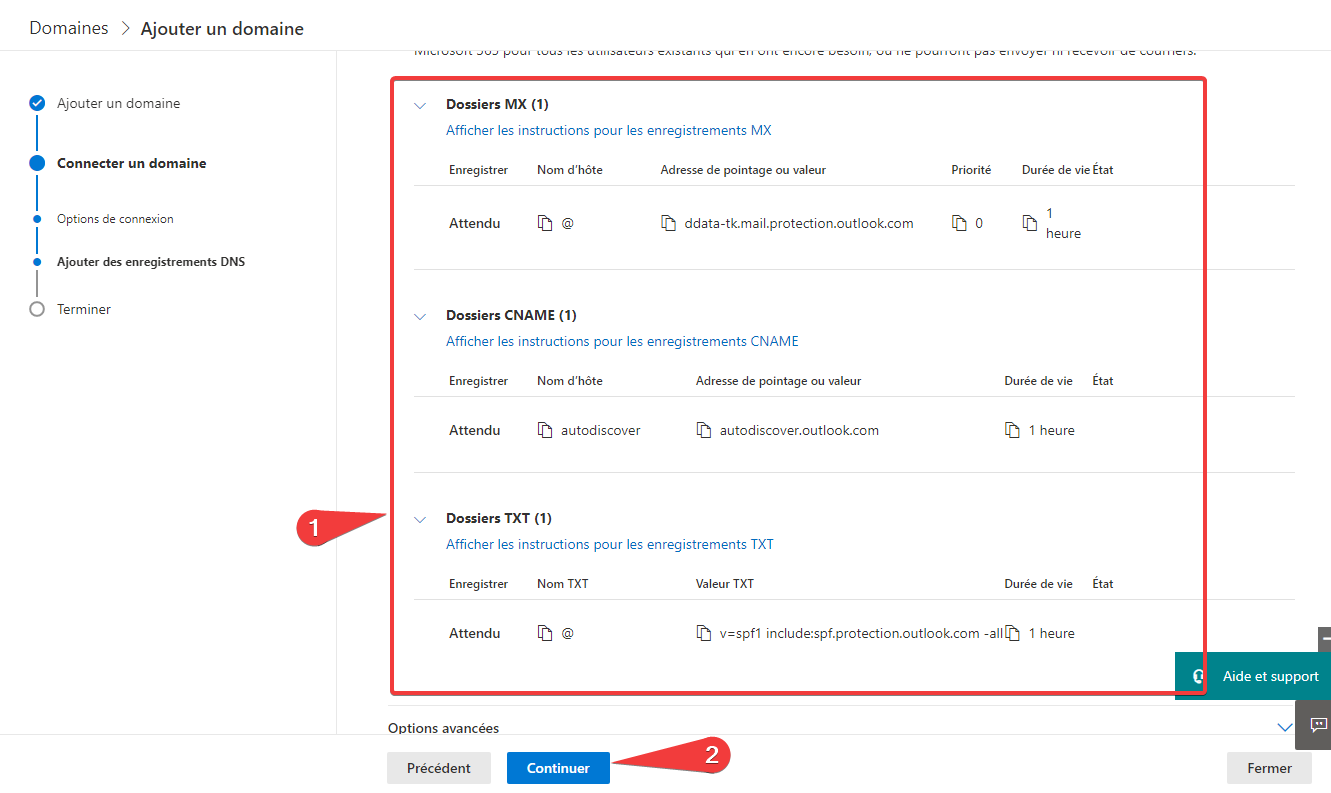 Domaines > Ajouter un domaine
Microsoft 365 pour tous les utilisateurs existants qui en ont encore besoin, ou ne pourront pas envoyer ni recevoir de courriers.
Ajouter un domaine
Connecter un domaine
Options de connexion
Ajouter des enregistrements DNS
Terminer
Dossiers MX (1)
Afficher les instructions pour les enregistrements MX
Enregistrer Nom d'hôte Adresse de pointage ou valeur Priorité Durée de vie État
Attendu @ ddata-tk.mail.protection.outlook.com 0 1
heure
Dossiers CNAME (1)
Afficher les instructions pour les enregistrements CNAME
Enregistrer Nom d'hôte Adresse de pointage ou valeur Durée de vie État
Attendu autodiscover autodiscover.outlook.com 1 heure
1
Dossiers TXT (1)
Afficher les instructions pour les enregistrements TXT
Enregistrer Nom TXT Valeur TXT Durée de vie État
Attendu @ v=spf1 include:spf.protection.outlook.com -all 1 heure
Aide et support
Options avancées
Précédent Continuer 2 Fermer